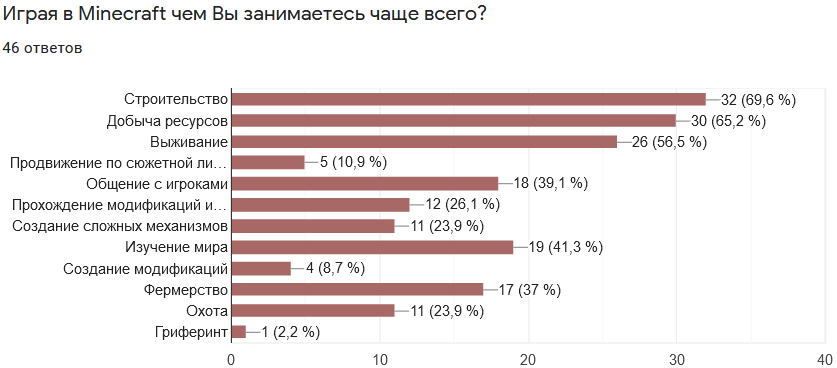 Играя в Minecraft чем Вы занимаетесь чаще всего?
46 ответов
Строительство 32 (69,6 %)
Добыча ресурсов 30 (65,2 %)
Выживание 26 (56,5 %)
Продвижение по сюжетной ли… 5 (10,9 %)
Общение с игроками 18 (39,1 %)
Прохождение модификаций и… 12 (26,1 %)
Создание сложных механизмов 11 (23,9 %)
Изучение мира 19 (41,3 %)
Создание модификаций 4 (8,7 %)
Фермерство 17 (37 %)
Охота 11 (23,9 %)
Гриферинт 1 (2,2 %)
0 10 20 30 40